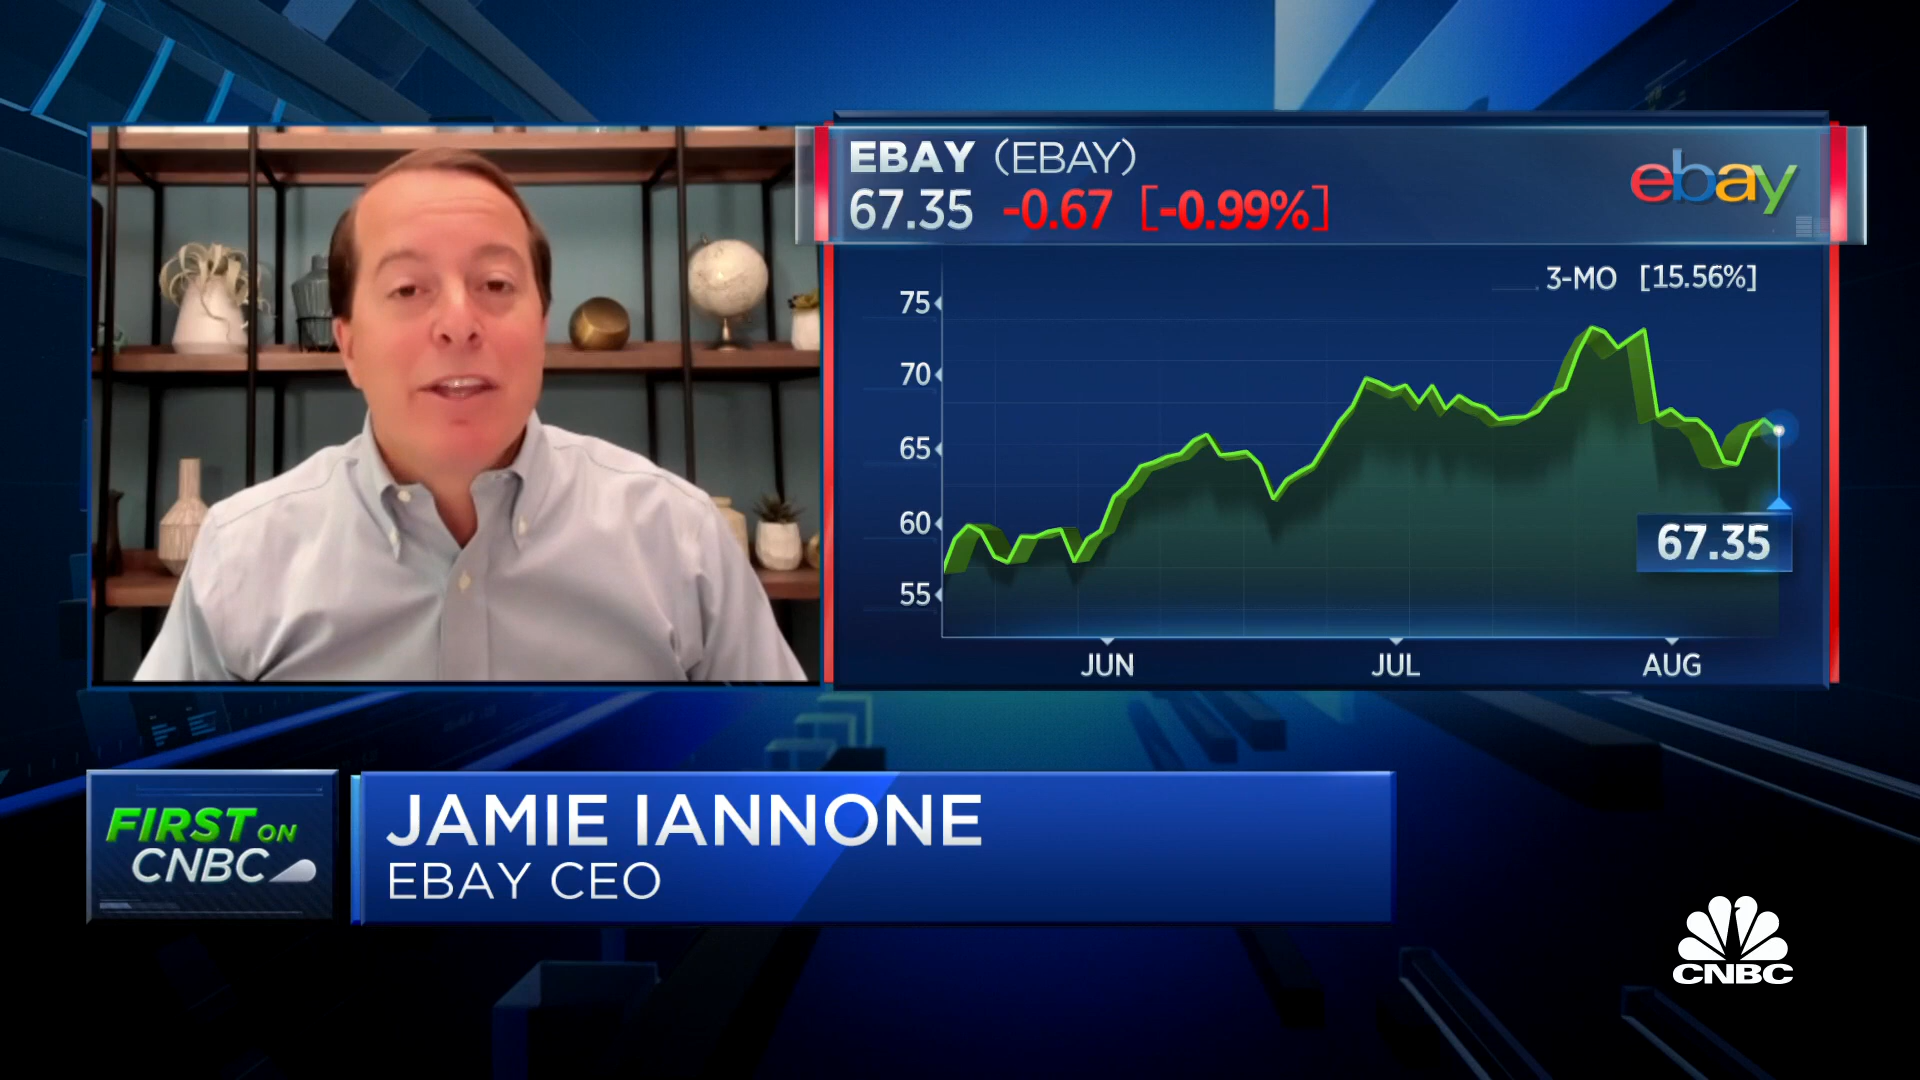 EBAY (EBAY)
67.35 -0.67 [-0.99%]
ebay
3-MO [15.56%]
75
70
65
60
55
67.35
JUN JUL AUG
FIRST ON
CNBC
JAMIE IANNONE
EBAY CEO
CNBC